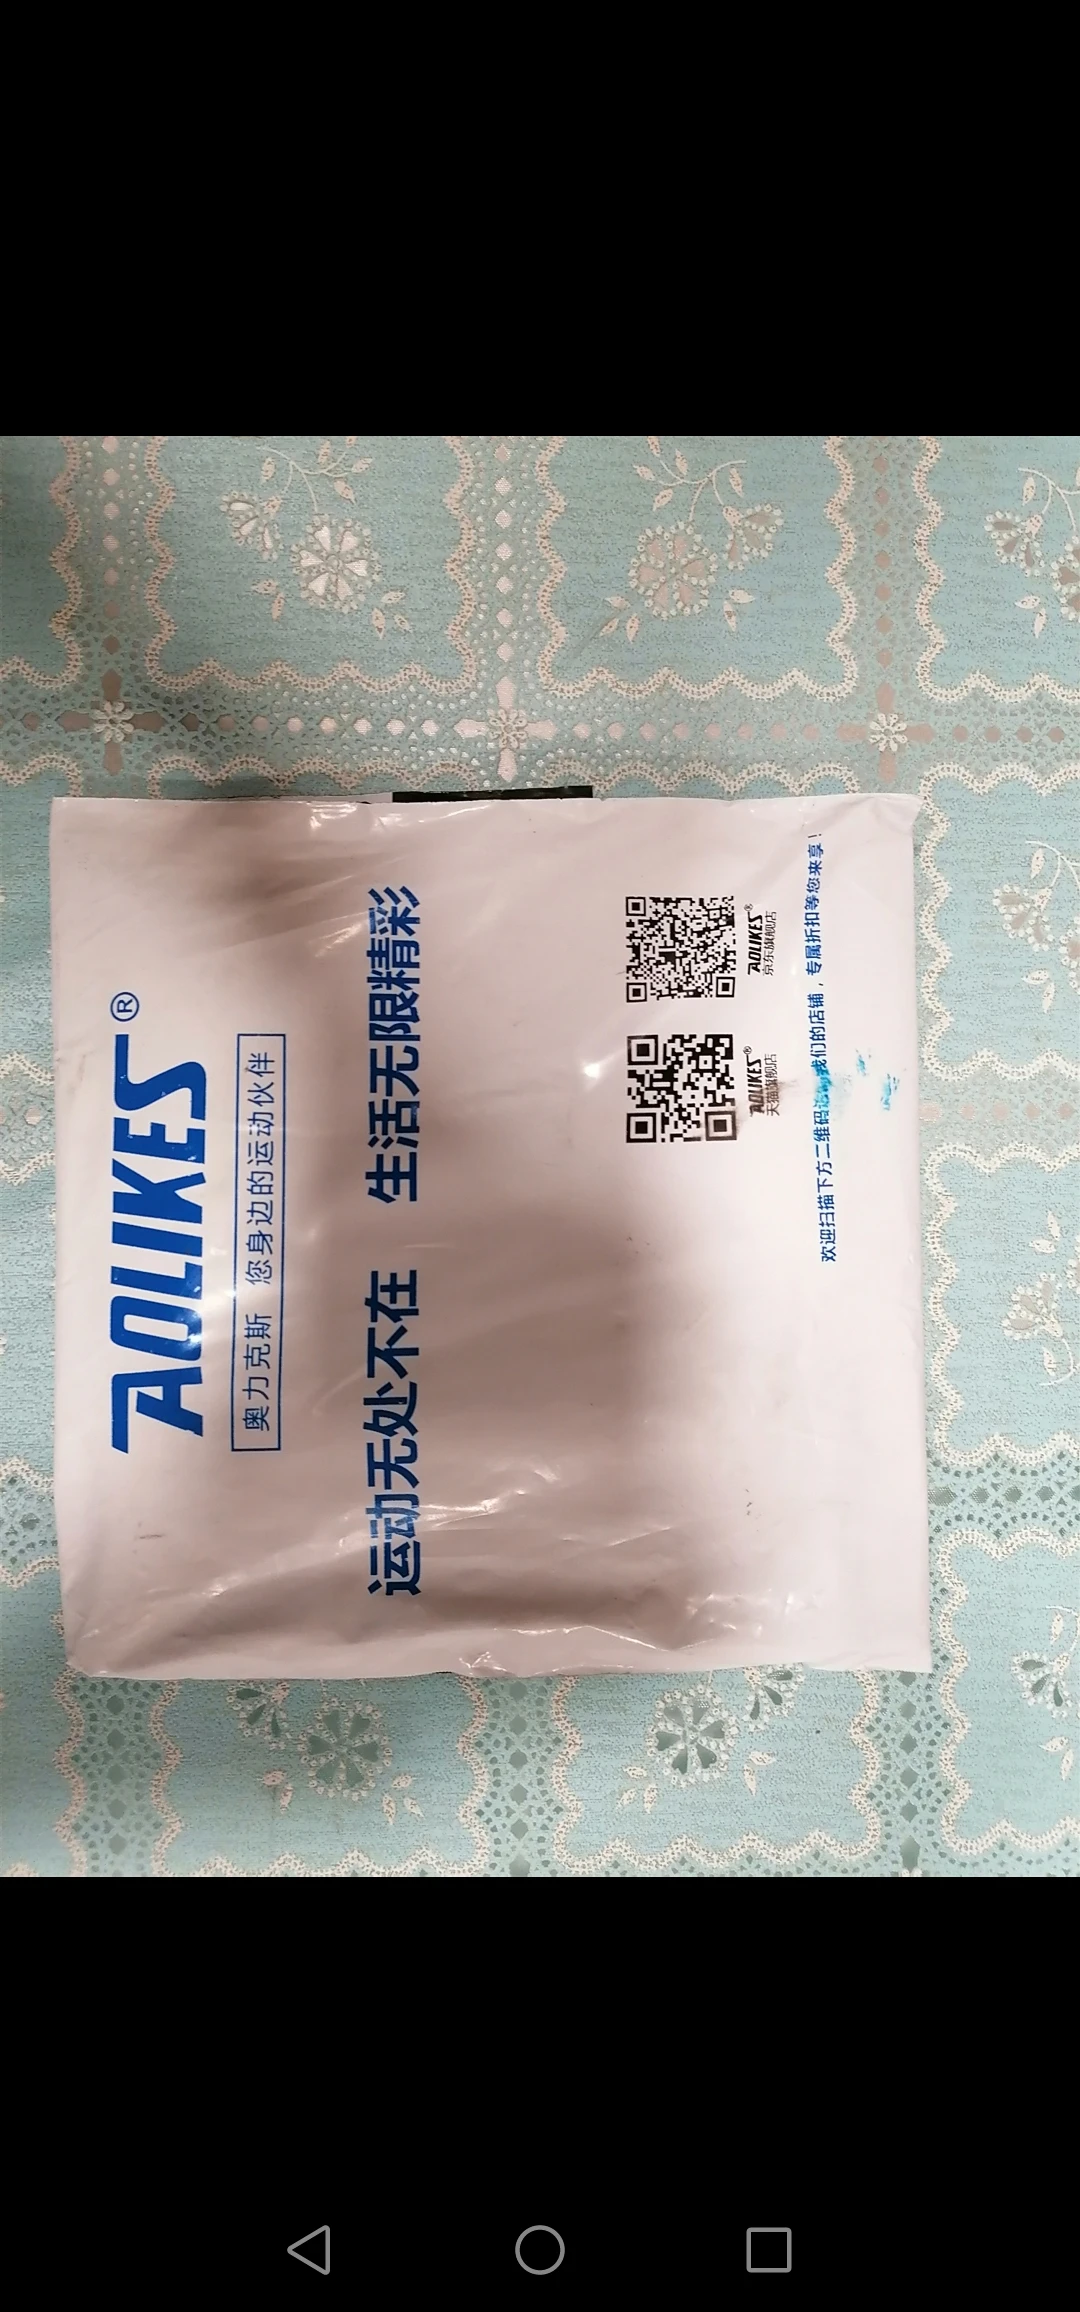 AOLIKES®
奥力克斯 您身边的运动伙伴
运动无处不在 生活无限精彩
AOLIKES®
天猫旗舰店
AOLIKES®
京东旗舰店
欢迎扫描下方二维码 我们的店铺，专属折扣等您来享！